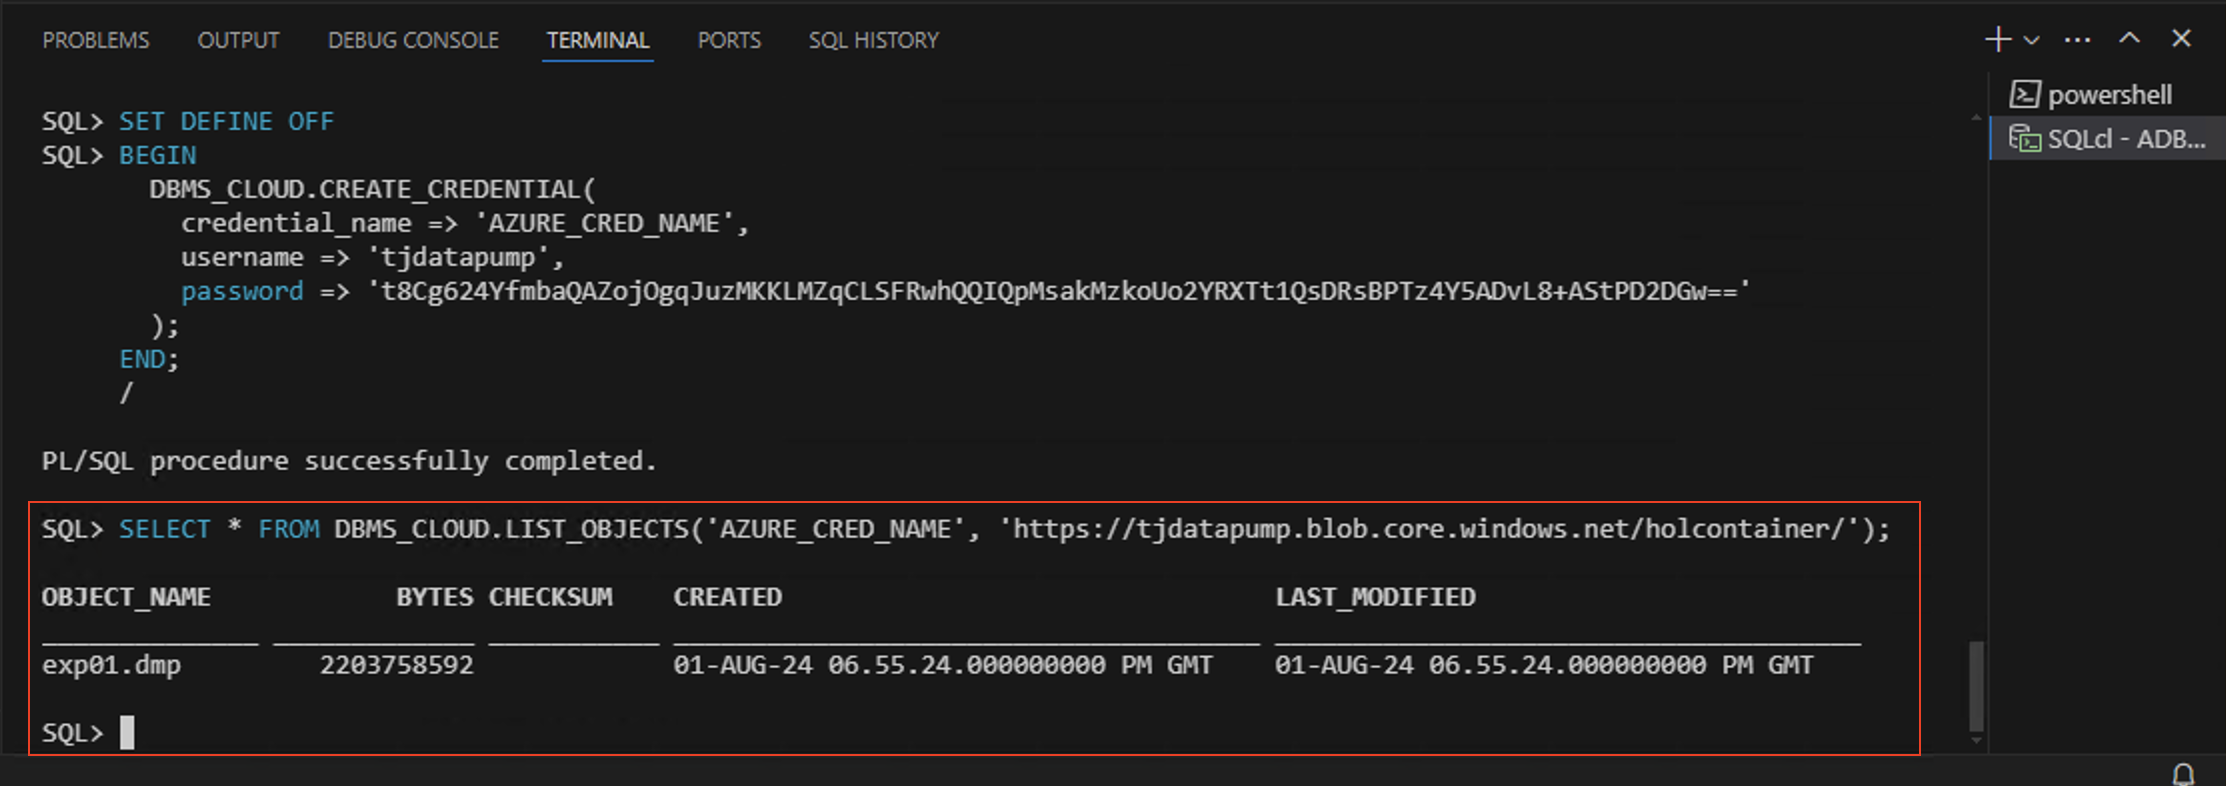 PROBLEMS OUTPUT DEBUG CONSOLE TERMINAL PORTS SQL HISTORY
powershell
SQLcl - ADB...
SQL> SET DEFINE OFF
SQL> BEGIN
DBMS_CLOUD.CREATE_CREDENTIAL(
credential_name => 'AZURE_CRED_NAME',
username => 'tjdatapump',
password => 't8Cg624YfmbaQAZojOgqJuzMKKLMZqCLSFRwhQQIQpMsakMzkoUo2YRXTt1QsDRsBPTz4Y5ADvL8+AStPD2DGw=='
);
END;
/
PL/SQL procedure successfully completed.
SQL> SELECT * FROM DBMS_CLOUD.LIST_OBJECTS('AZURE_CRED_NAME', 'https://tjdatapump.blob.core.windows.net/holcontainer/');
OBJECT_NAME BYTES CHECKSUM CREATED LAST_MODIFIED
exp01.dmp 2203758592 01-AUG-24 06.55.24.000000000 PM GMT 01-AUG-24 06.55.24.000000000 PM GMT
SQL>